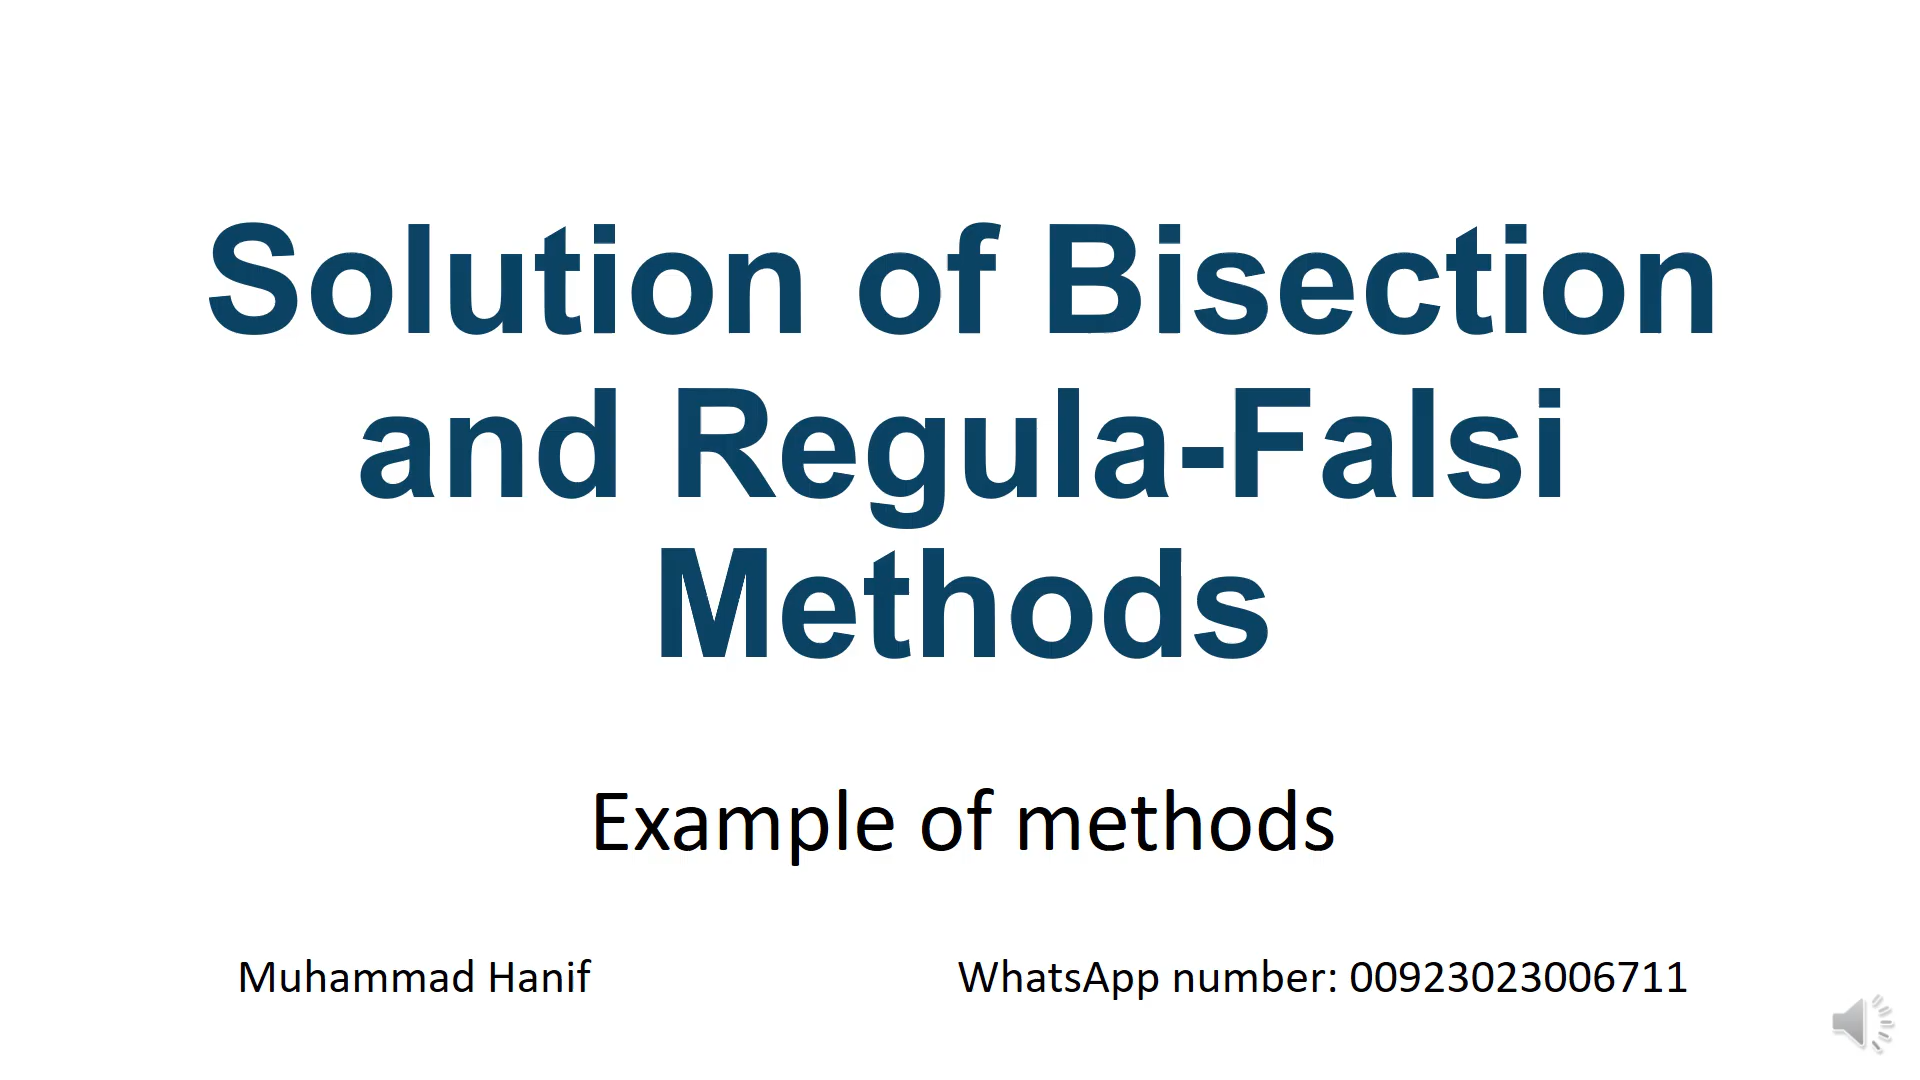 Solution of Bisection
and Regula-Falsi
Methods
Example of methods
Muhammad Hanif
WhatsApp number: 00923023006711